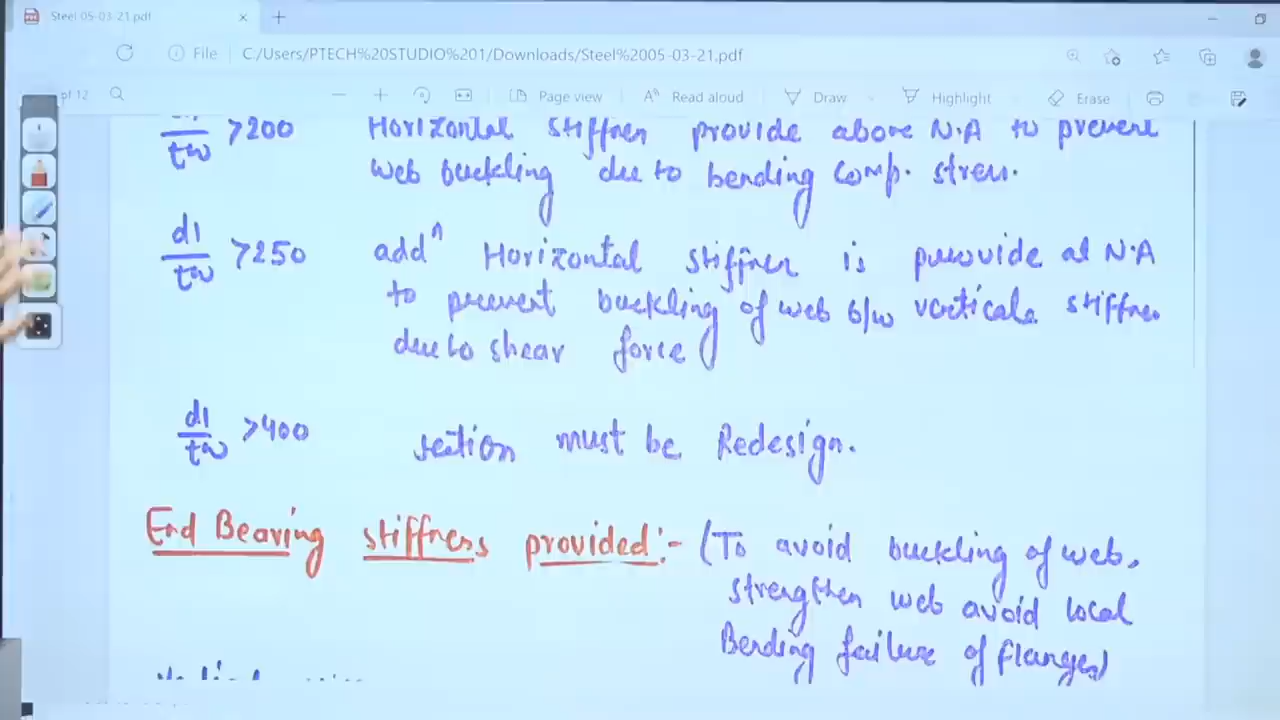 Steel 05-03-21.pdf
File C:/Users/PTECH%20STUDIO%201/Downloads/Steel%2005-03-21.pdf
of 12 Page view Read aloud Draw Highlight Erase
d1/tw >200 Horizontal stiffner provide above N.A to prevent
web buckling due to bending comp. stress.
d1/tw >250 addn Horizontal stiffner is provide at N.A
to prevent buckling of web b/w verticale stiffner
due to shear force
d1/tw >400 section must be Redesign.
End Bearing stiffness provided:- (To avoid buckling of web,
strengthen web avoid local
Bending failure of flanges)